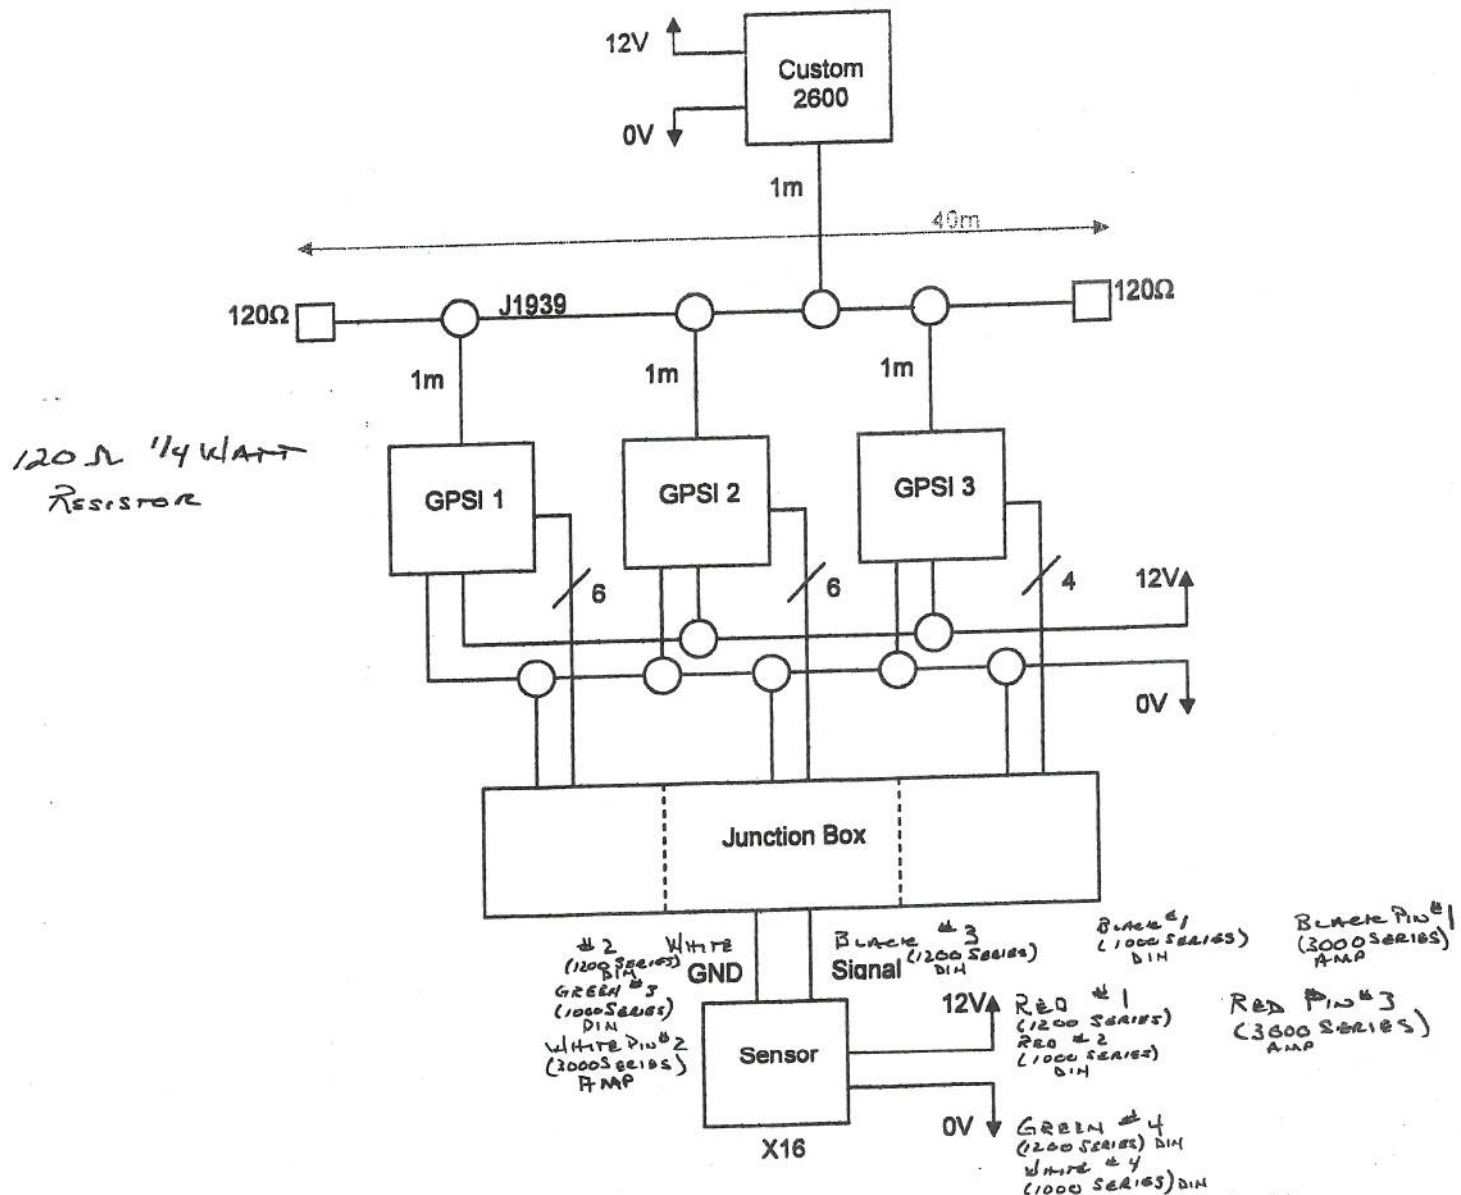 12V
Custom
2600
0V
1m
40m
120Ω
J1939
120Ω
1m
1m
1m
120 Ω 1/4 WATT
RESISTOR
GPSI 1
GPSI 2
GPSI 3
6
6
4
12V
0V
Junction Box
#2 WHITE
(1200 SERIES)
DIN
GND
GREEN #3
(1000 SERIES)
DIN
WHITE PIN #2
(3000 SERIES)
AMP
BLACK #3
(1200 SERIES)
DIN
Signal
BLACK #1
(1000 SERIES)
DIN
BLACK PIN #1
(3000 SERIES)
AMP
Sensor
12V
RED #1
(1200 SERIES)
RED #2
(1000 SERIES)
DIN
RED PIN #3
(3000 SERIES)
AMP
0V
GREEN #4
(1200 SERIES) DIN
WHITE #4
(1000 SERIES) DIN
X16